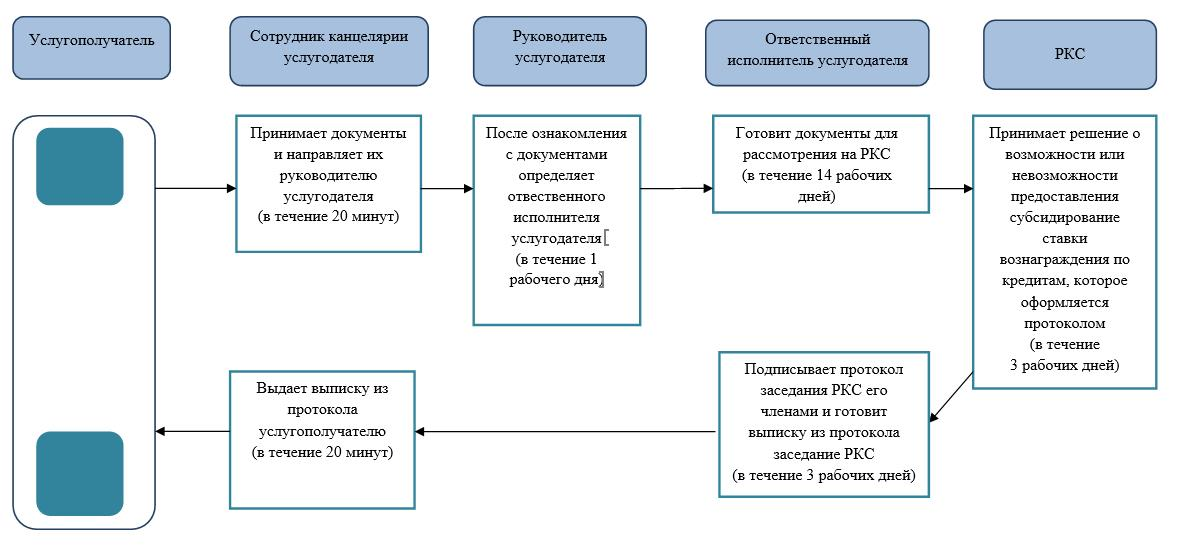 Услугополучатель
Сотрудник канцелярии
услугодателя
Руководитель
услугодателя
Ответственный
исполнитель услугодателя
РКС
Принимает документы
и направляет их
руководителю
услугодателя
(в течение 20 минут)
После ознакомления
с документами
определяет
отвественного
исполнителя
услугодателя[
(в течение 1
рабочего дня)]
Готовит документы для
рассмотрения на РКС
(в течение 14 рабочих
дней)
Принимает решение о
возможности или
невозможности
предоставления
субсидирование
ставки
вознаграждения по
кредитам, которое
оформляется
протоколом
(в течение
3 рабочих дней)
Подписывает протокол
заседания РКС его
членами и готовит
выписку из протокола
заседание РКС
(в течение 3 рабочих дней)
Выдает выписку из
протокола
услугополучателю
(в течение 20 минут)